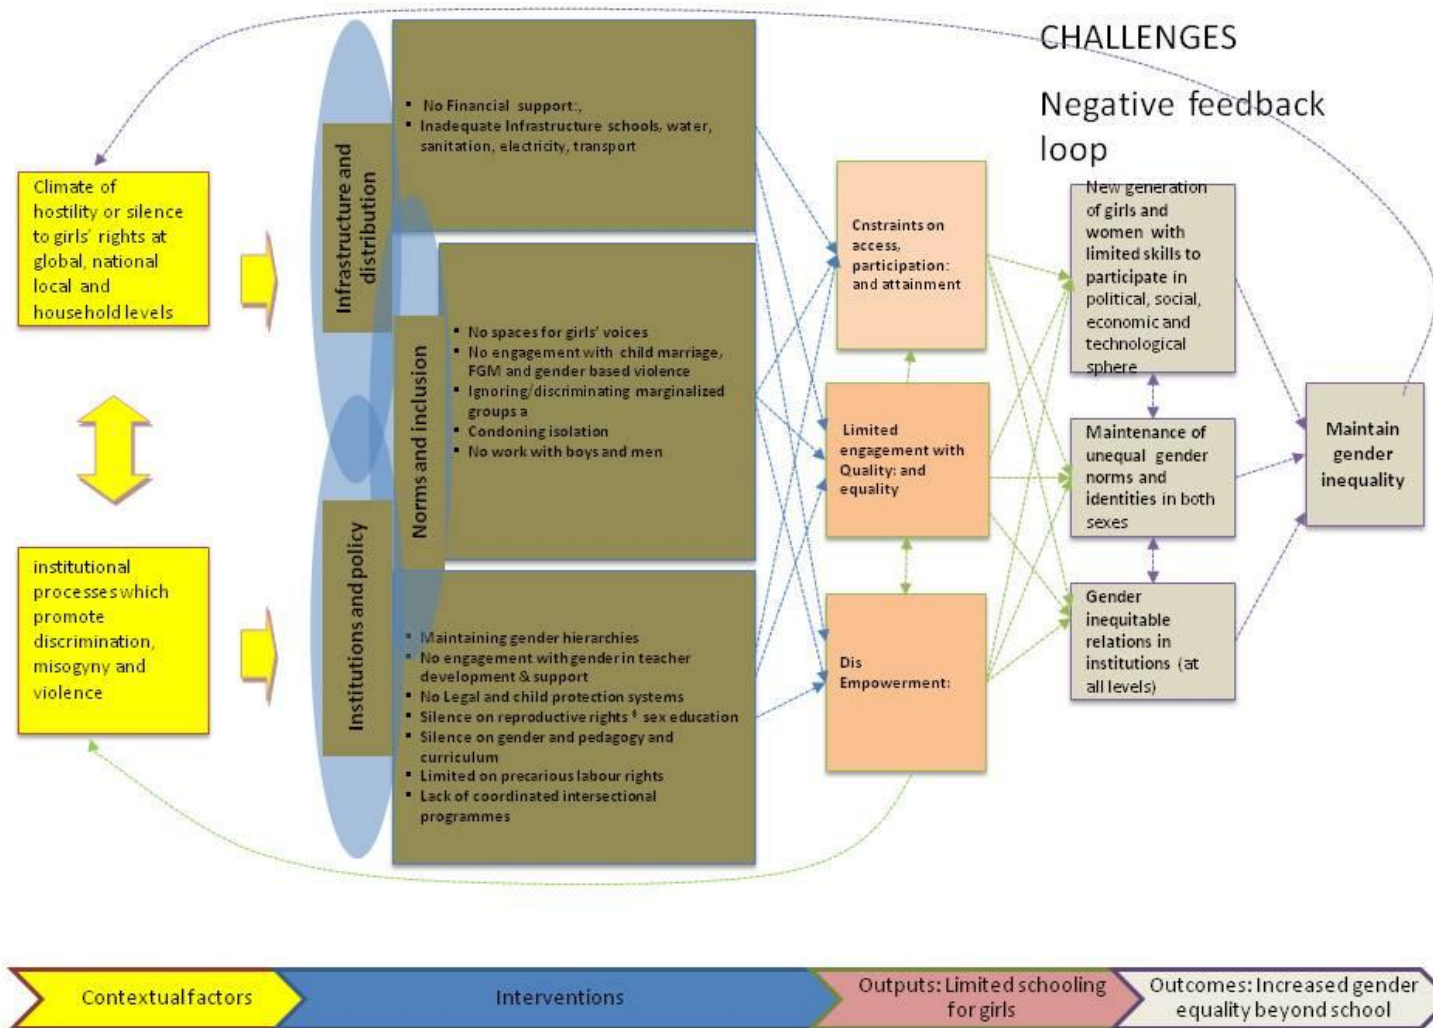 CHALLENGES
Negative feedback
loop
Climate of
hostility or silence
to girls' rights at
global, national
local and
household levels
institutional
processes which
promote
discrimination,
misogyny and
violence
Infrastructure and
distribution
Norms and inclusion
Institutions and policy
▪ No Financial support:,
▪ Inadequate Infrastructure schools, water,
sanitation, electricity, transport
▪ No spaces for girls' voices
▪ No engagement with child marriage,
FGM and gender based violence
▪ Ignoring/discriminating marginalized
groups a
▪ Condoning isolation
▪ No work with boys and men
▪ Maintaining gender hierarchies
▪ No engagement with gender in teacher
development & support
▪ No Legal and child protection systems
▪ Silence on reproductive rights * sex education
▪ Silence on gender and pedagogy and
curriculum
▪ Limited on precarious labour rights
▪ Lack of coordinated intersectional
programmes
Cnstraints on
access,
participation:
and attainment
Limited
engagement with
Quality: and
equality
Dis
Empowerment:
New generation
of girls and
women with
limited skills to
participate in
political, social,
economic and
technological
sphere
Maintenance of
unequal gender
norms and
identities in both
sexes
Gender
inequitable
relations in
institutions (at
all levels)
Maintain
gender
inequality
Contextual factors
Interventions
Outputs: Limited schooling
for girls
Outcomes: Increased gender
equality beyond school